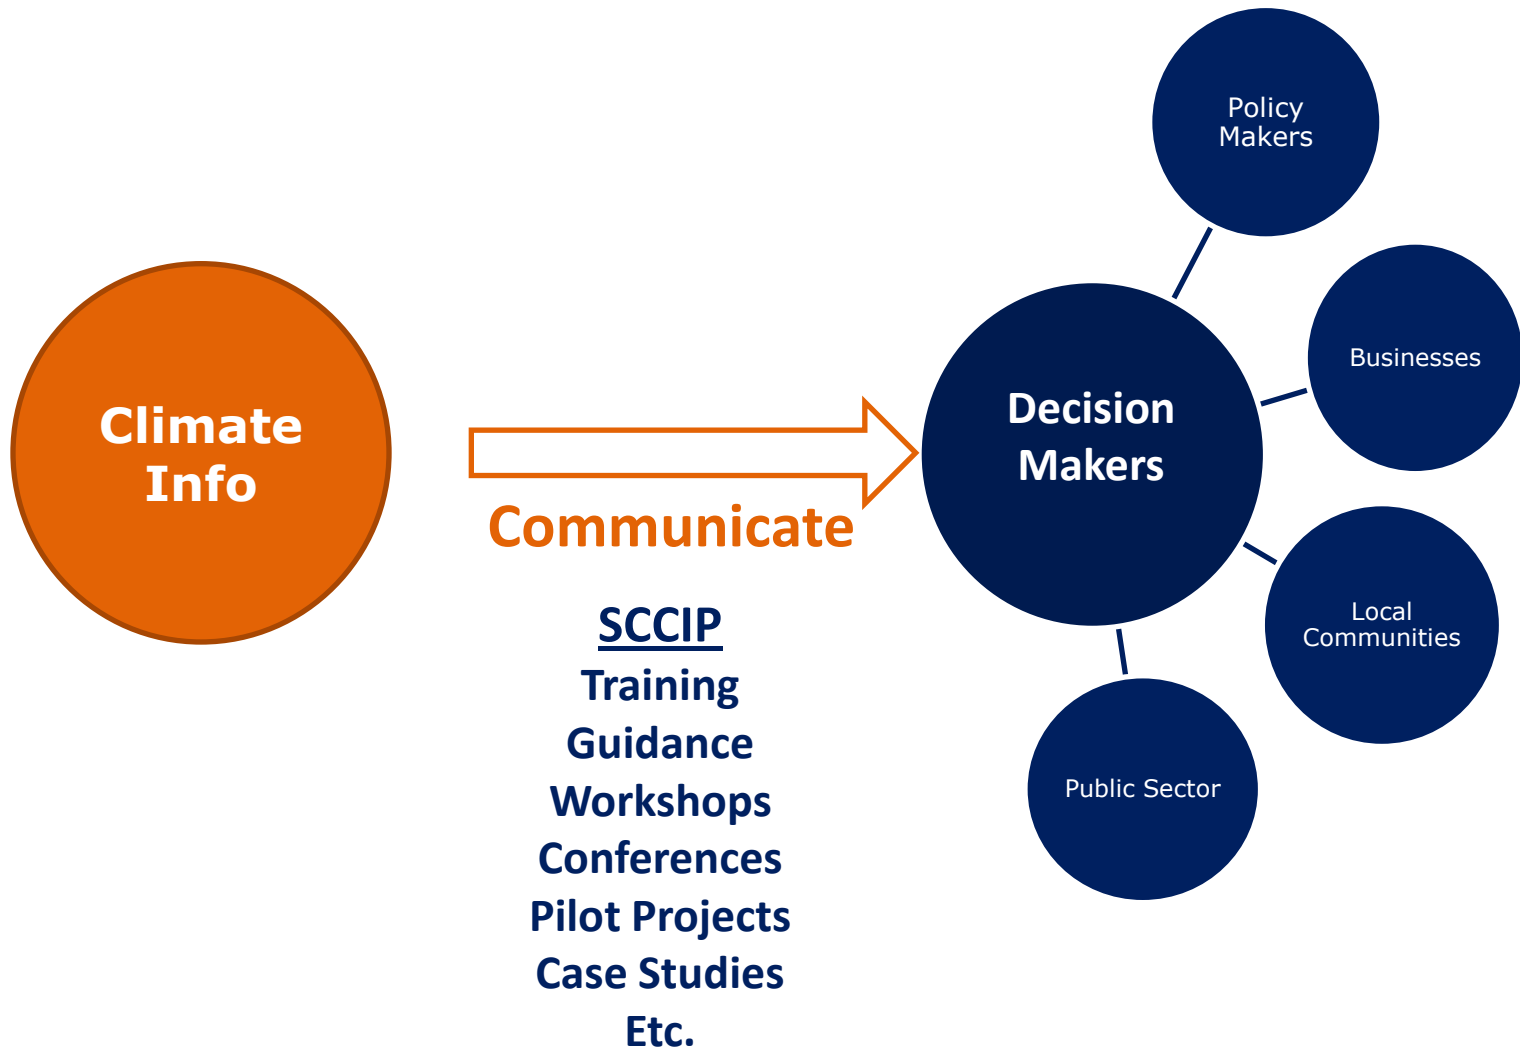 Climate
Info
Communicate
SCCIP
Training
Guidance
Workshops
Conferences
Pilot Projects
Case Studies
Etc.
Decision
Makers
Policy
Makers
Businesses
Local
Communities
Public Sector